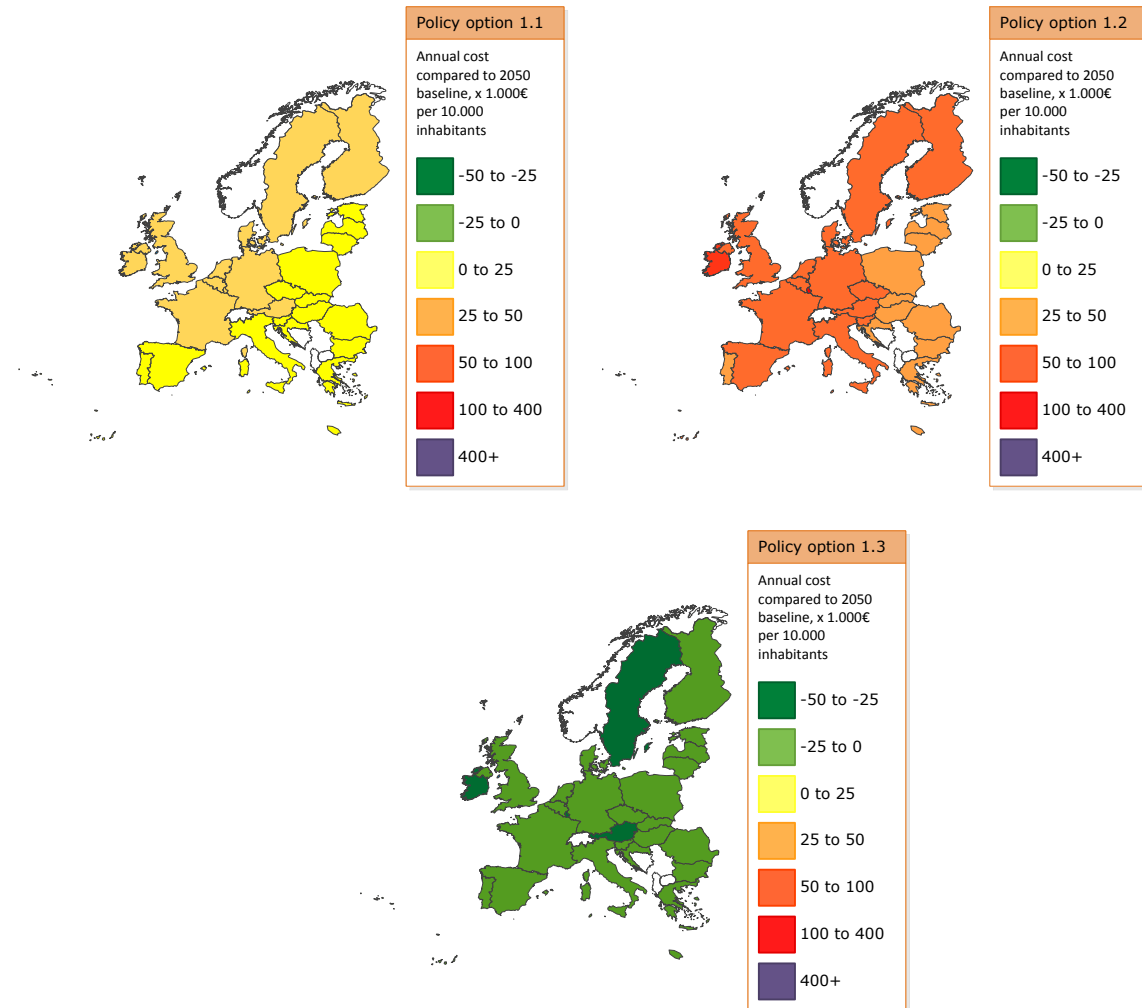 Policy option 1.1
Annual cost
compared to 2050
baseline, x 1.000€
per 10.000
inhabitants
-50 to -25
-25 to 0
0 to 25
25 to 50
50 to 100
100 to 400
400+
Policy option 1.2
Annual cost
compared to 2050
baseline, x 1.000€
per 10.000
inhabitants
-50 to -25
-25 to 0
0 to 25
25 to 50
50 to 100
100 to 400
400+
Policy option 1.3
Annual cost
compared to 2050
baseline, x 1.000€
per 10.000
inhabitants
-50 to -25
-25 to 0
0 to 25
25 to 50
50 to 100
100 to 400
400+